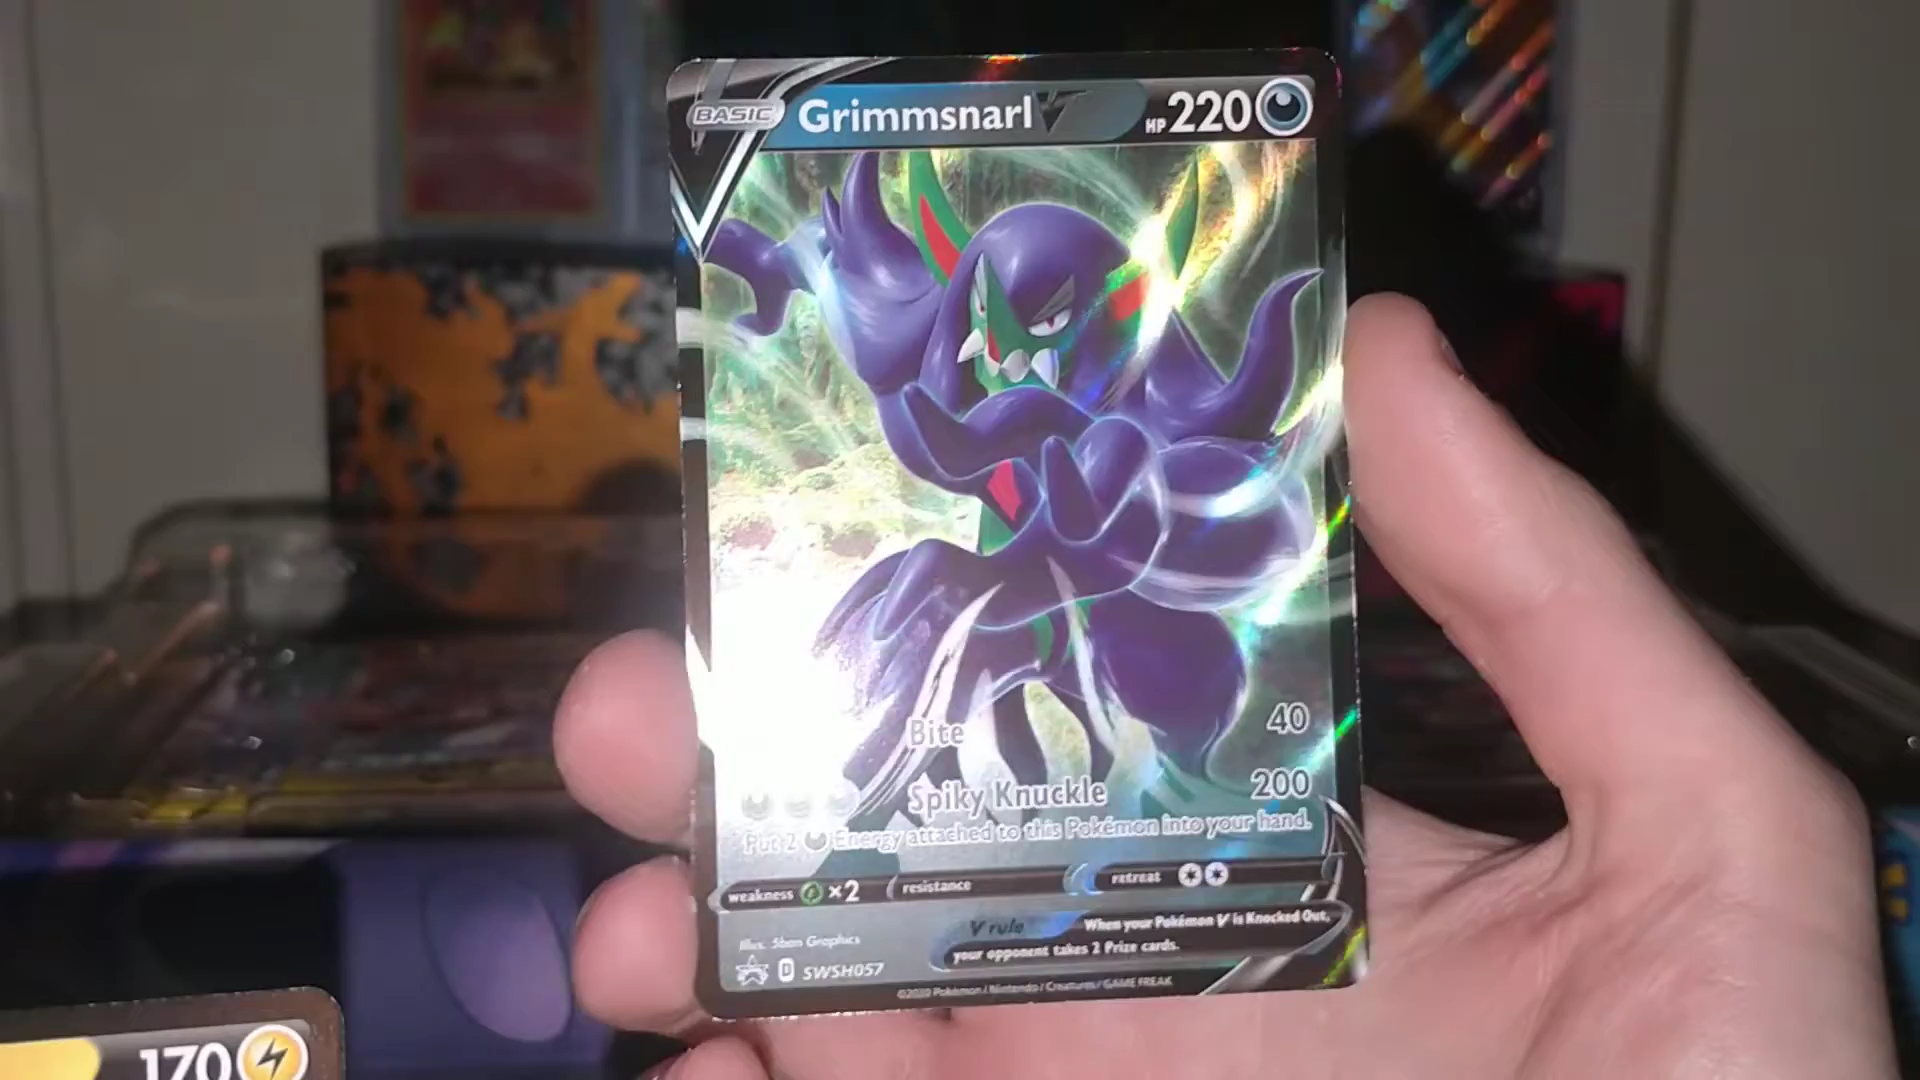 BASIC Grimmsnarl V HP 220
Bite 40
Spiky Knuckle 200
Put 2 Energy attached to this Pokémon into your hand.
weakness ×2 resistance retreat
V rule When your Pokémon V is Knocked Out,
your opponent takes 2 Prize cards.
Illus. 5ban Graphics
D SWSH057
©2020 Pokémon / Nintendo / Creatures / GAME FREAK
170